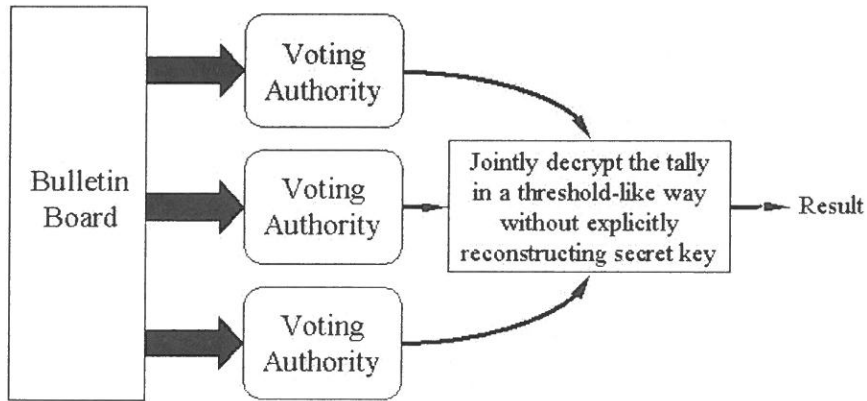 Bulletin
Board
Voting
Authority
Voting
Authority
Voting
Authority
Jointly decrypt the tally
in a threshold-like way
without explicitly
reconstructing secret key
Result